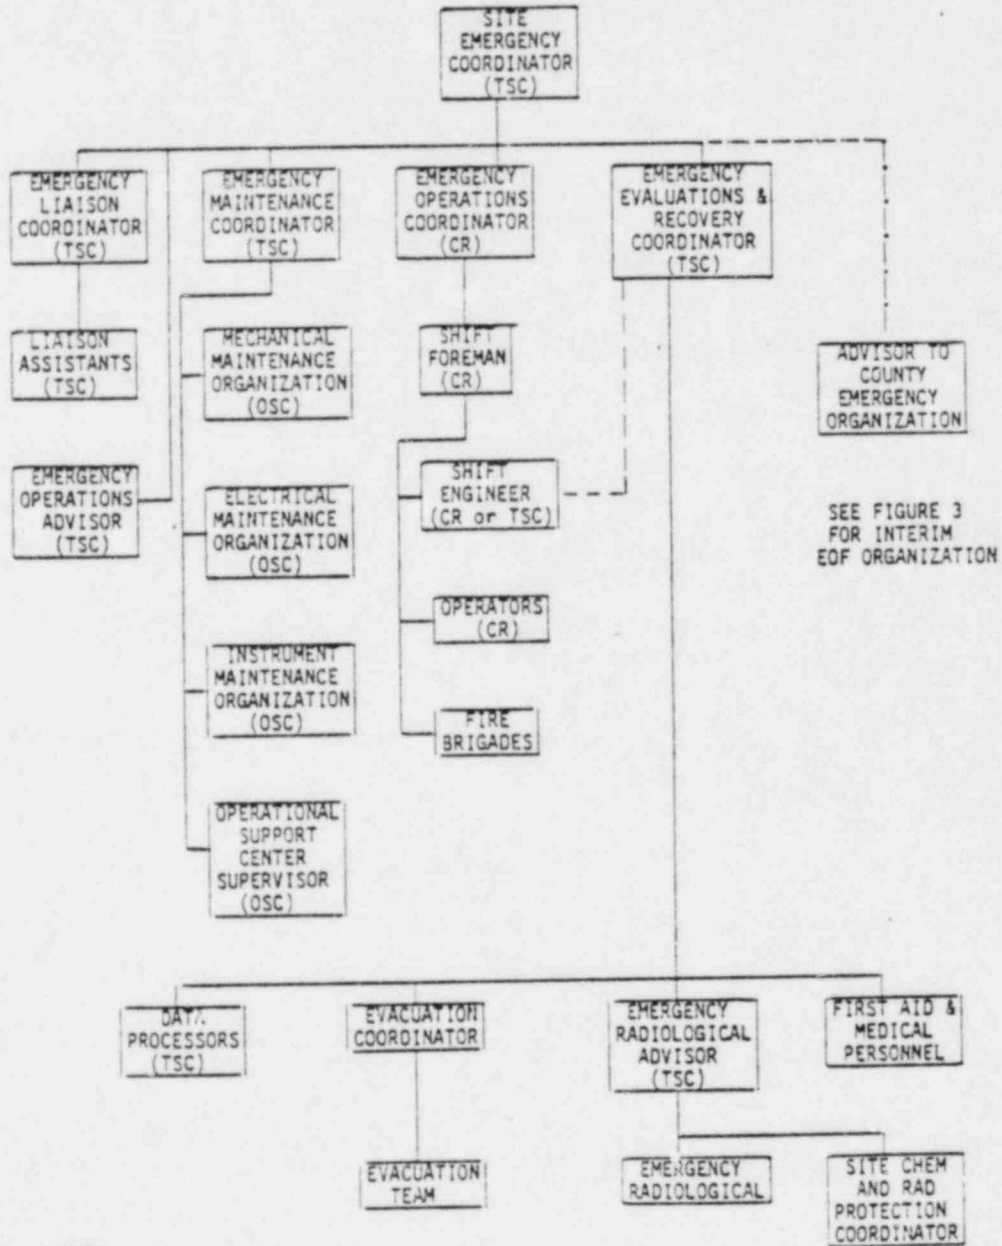 SITE
EMERGENCY
COORDINATOR
(TSC)
EMERGENCY
LIAISON
COORDINATOR
(TSC)
EMERGENCY
MAINTENANCE
COORDINATOR
(TSC)
EMERGENCY
OPERATIONS
COORDINATOR
(CR)
EMERGENCY
EVALUATIONS &
RECOVERY
COORDINATOR
(TSC)
LIAISON
ASSISTANTS
(TSC)
MECHANICAL
MAINTENANCE
ORGANIZATION
(OSC)
SHIFT
FOREMAN
(CR)
ADVISOR TO
COUNTY
EMERGENCY
ORGANIZATION
EMERGENCY
OPERATIONS
ADVISOR
(TSC)
ELECTRICAL
MAINTENANCE
ORGANIZATION
(OSC)
SHIFT
ENGINEER
(CR or TSC)
SEE FIGURE 3
FOR INTERIM
EOF ORGANIZATION
INSTRUMENT
MAINTENANCE
ORGANIZATION
(OSC)
OPERATORS
(CR)
FIRE
BRIGADES
OPERATIONAL
SUPPORT
CENTER
SUPERVISOR
(OSC)
DATA
PROCESSORS
(TSC)
EVACUATION
COORDINATOR
EMERGENCY
RADIOLOGICAL
ADVISOR
(TSC)
FIRST AID &
MEDICAL
PERSONNEL
EVACUATION
TEAM
EMERGENCY
RADIOLOGICAL
SITE CHEM
AND RAD
PROTECTION
COORDINATOR